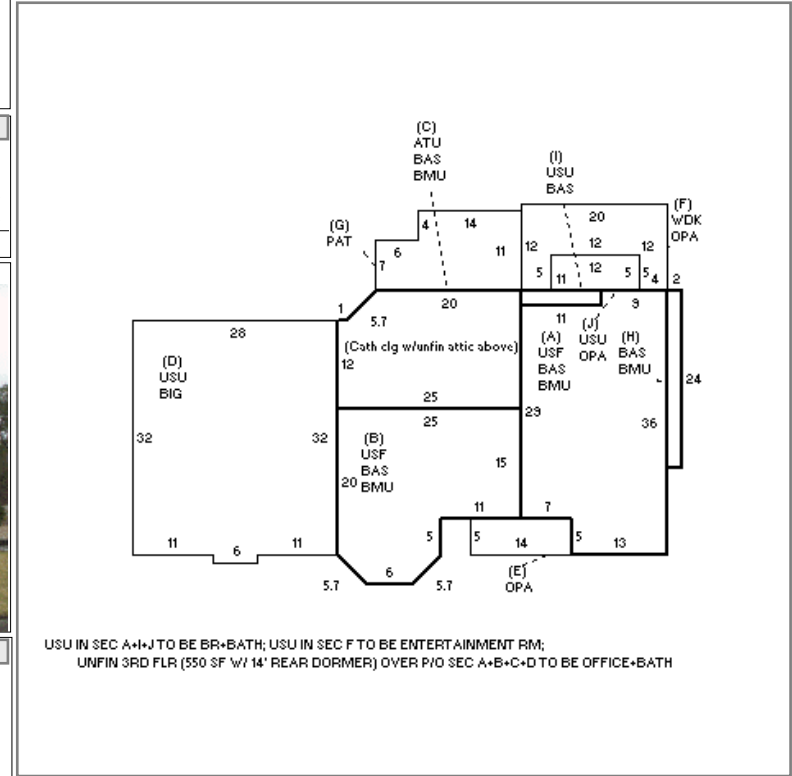 (C)
ATU
BAS
BMU
(I)
USU
BAS
(F)
WDK
OPA
(G)
PAT
4 14
20
6
11
12 12 12
7
5 11 12 5 5 4 2
1
20
9
5.7
11
28
(Cath clg w/unfin attic above)
(A)
USF
BAS
BMU
(J)
USU
OPA
(H)
BAS
BMU
(D)
USU
BIG
12
24
25
25
29
36
32
32
(B)
USF
BAS
BMU
15
20
11
7
5
5
14
5
13
11
6
11
6
5.7
5.7
(E)
OPA
USU IN SEC A+I+J TO BE BR+BATH; USU IN SEC F TO BE ENTERTAINMENT RM;
UNFIN 3RD FLR (550 SF W/ 14' REAR DORMER) OVER P/O SEC A+B+C+D TO BE OFFICE+BATH